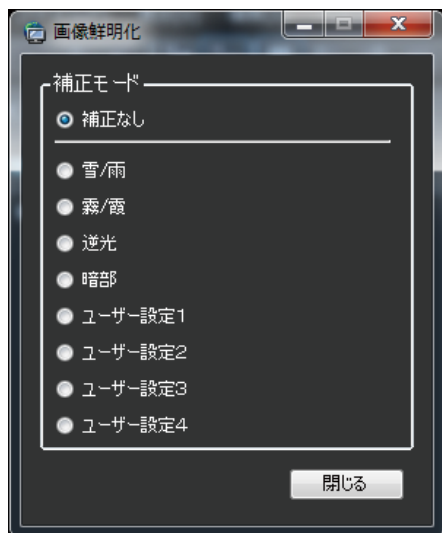 画像鮮明化
補正モード
補正なし
雪/雨
霧/霞
逆光
暗部
ユーザー設定1
ユーザー設定2
ユーザー設定3
ユーザー設定4
閉じる